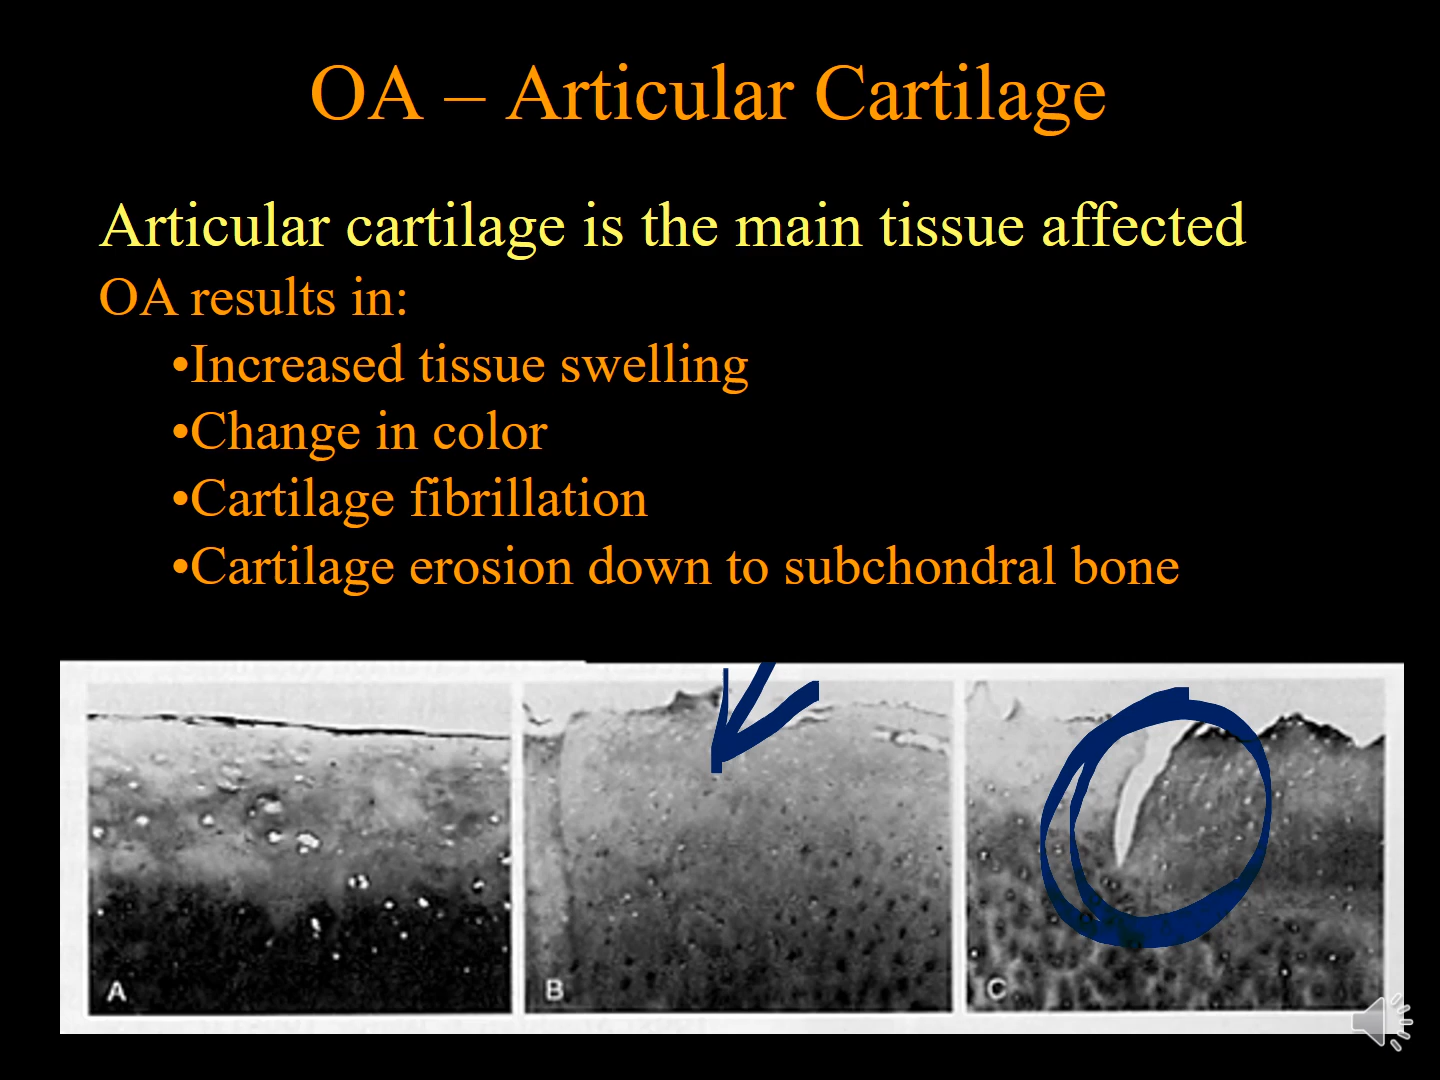 OA – Articular Cartilage
Articular cartilage is the main tissue affected
OA results in:
•Increased tissue swelling
•Change in color
•Cartilage fibrillation
•Cartilage erosion down to subchondral bone
A B C